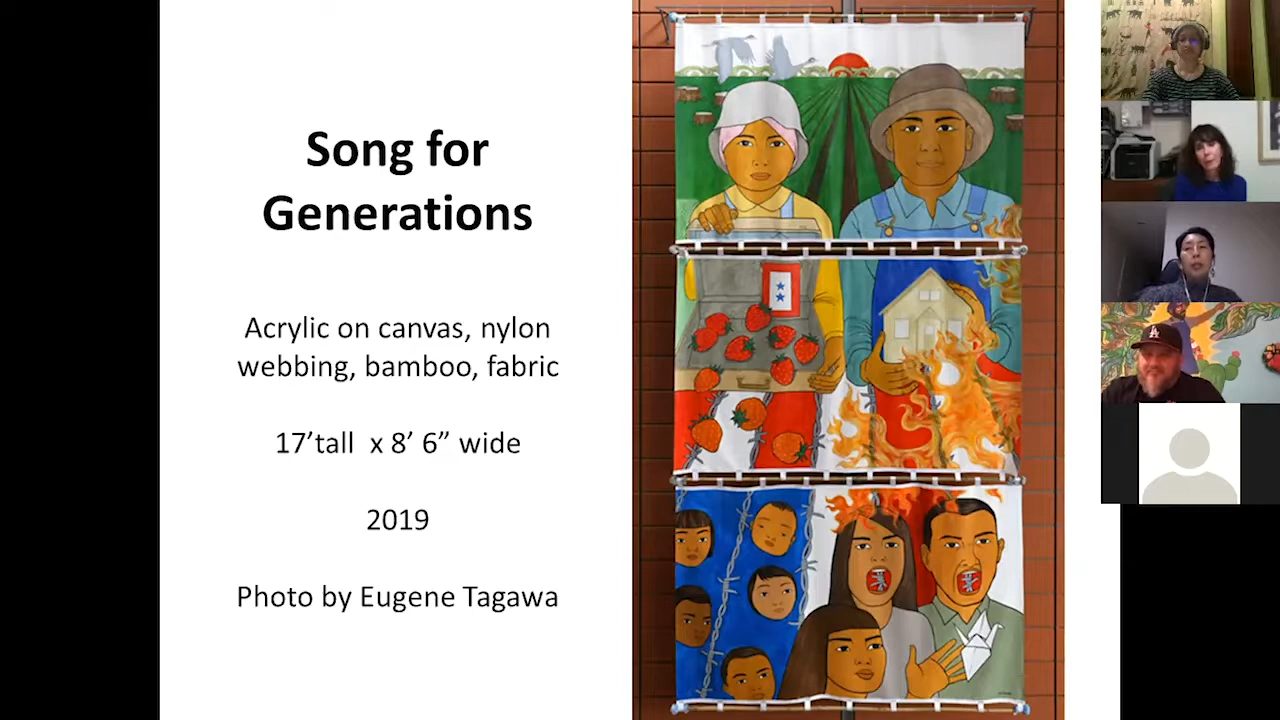 Song for
Generations
Acrylic on canvas, nylon
webbing, bamboo, fabric
17’tall  x 8’ 6” wide
2019
Photo by Eugene Tagawa
LA